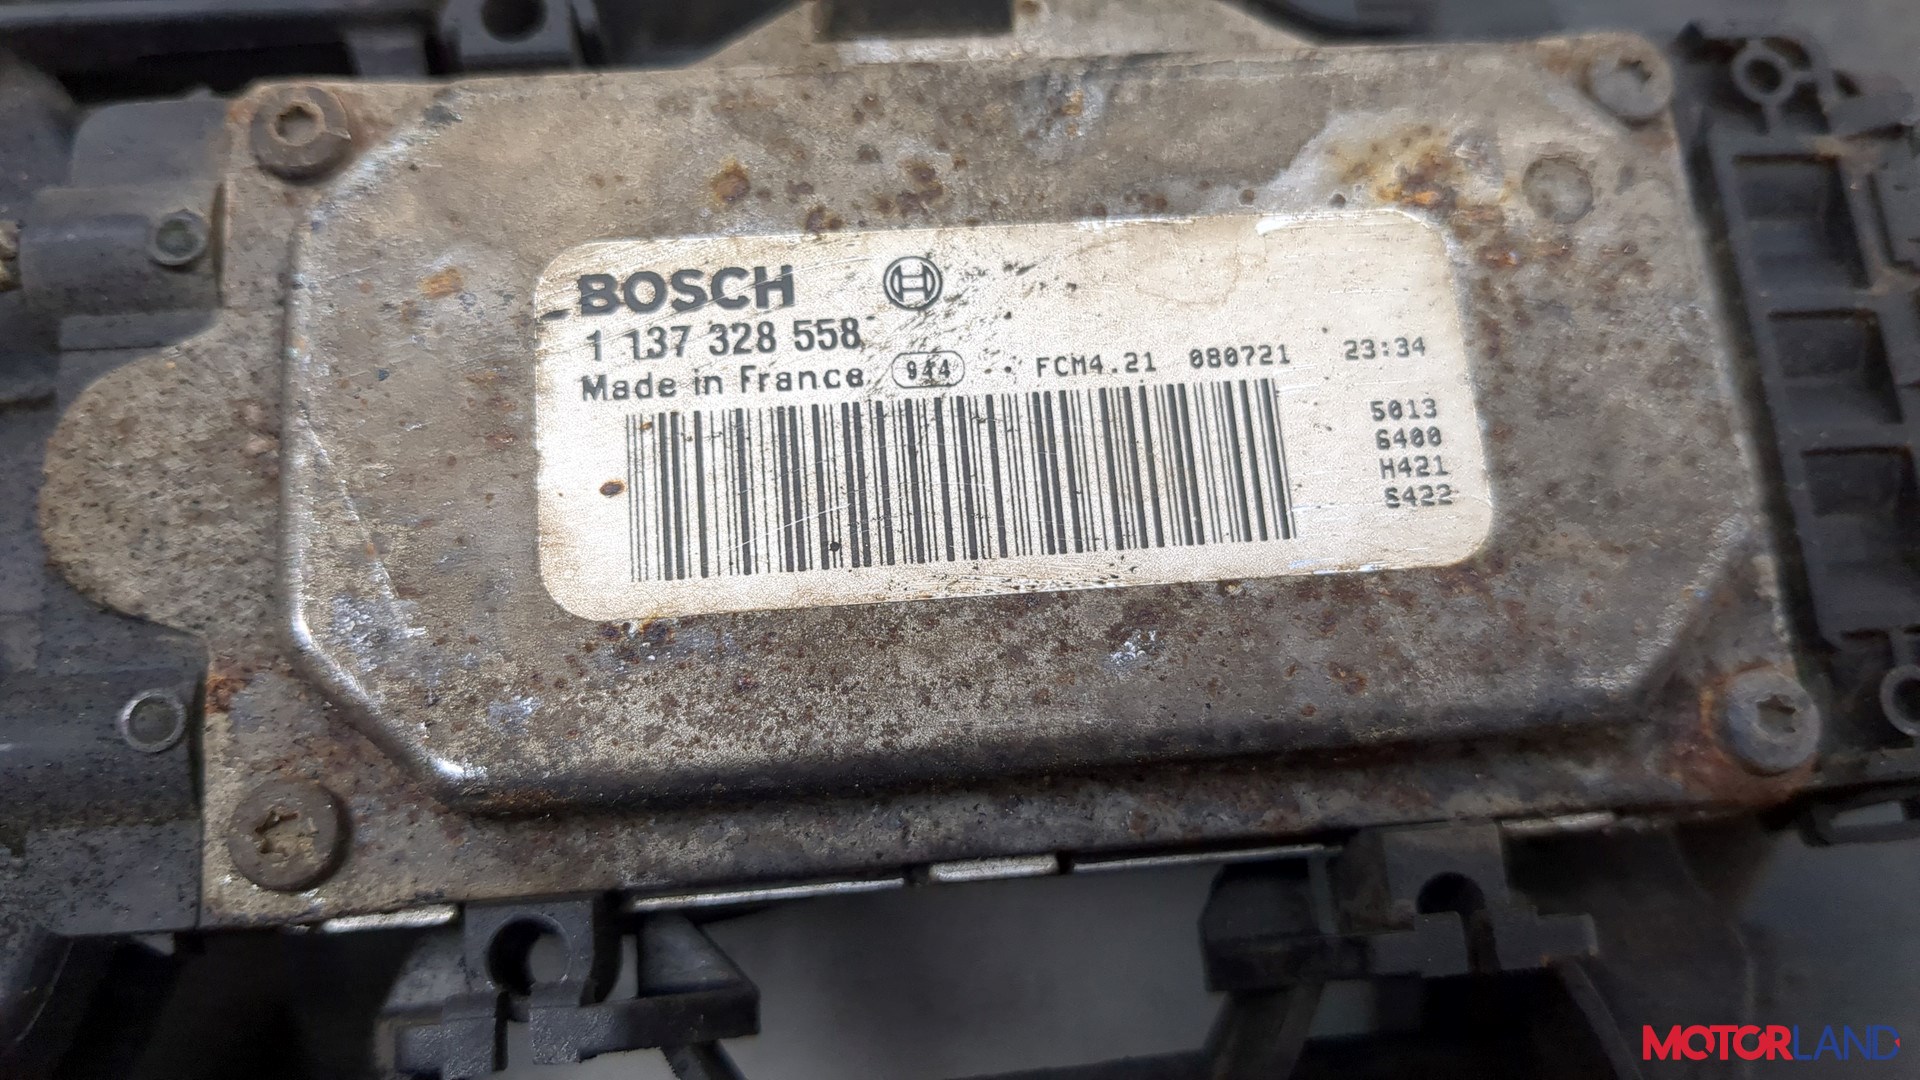 BOSCH
1 137 328 558
Made in France 944 FCM4.21 080721 23:34
5013
6400
H421
6422
MOTORLAND